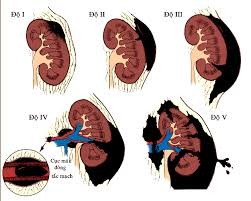 Độ I
Độ II
Độ III
Độ IV
Độ V
Cục máu
đông
tắc mạch